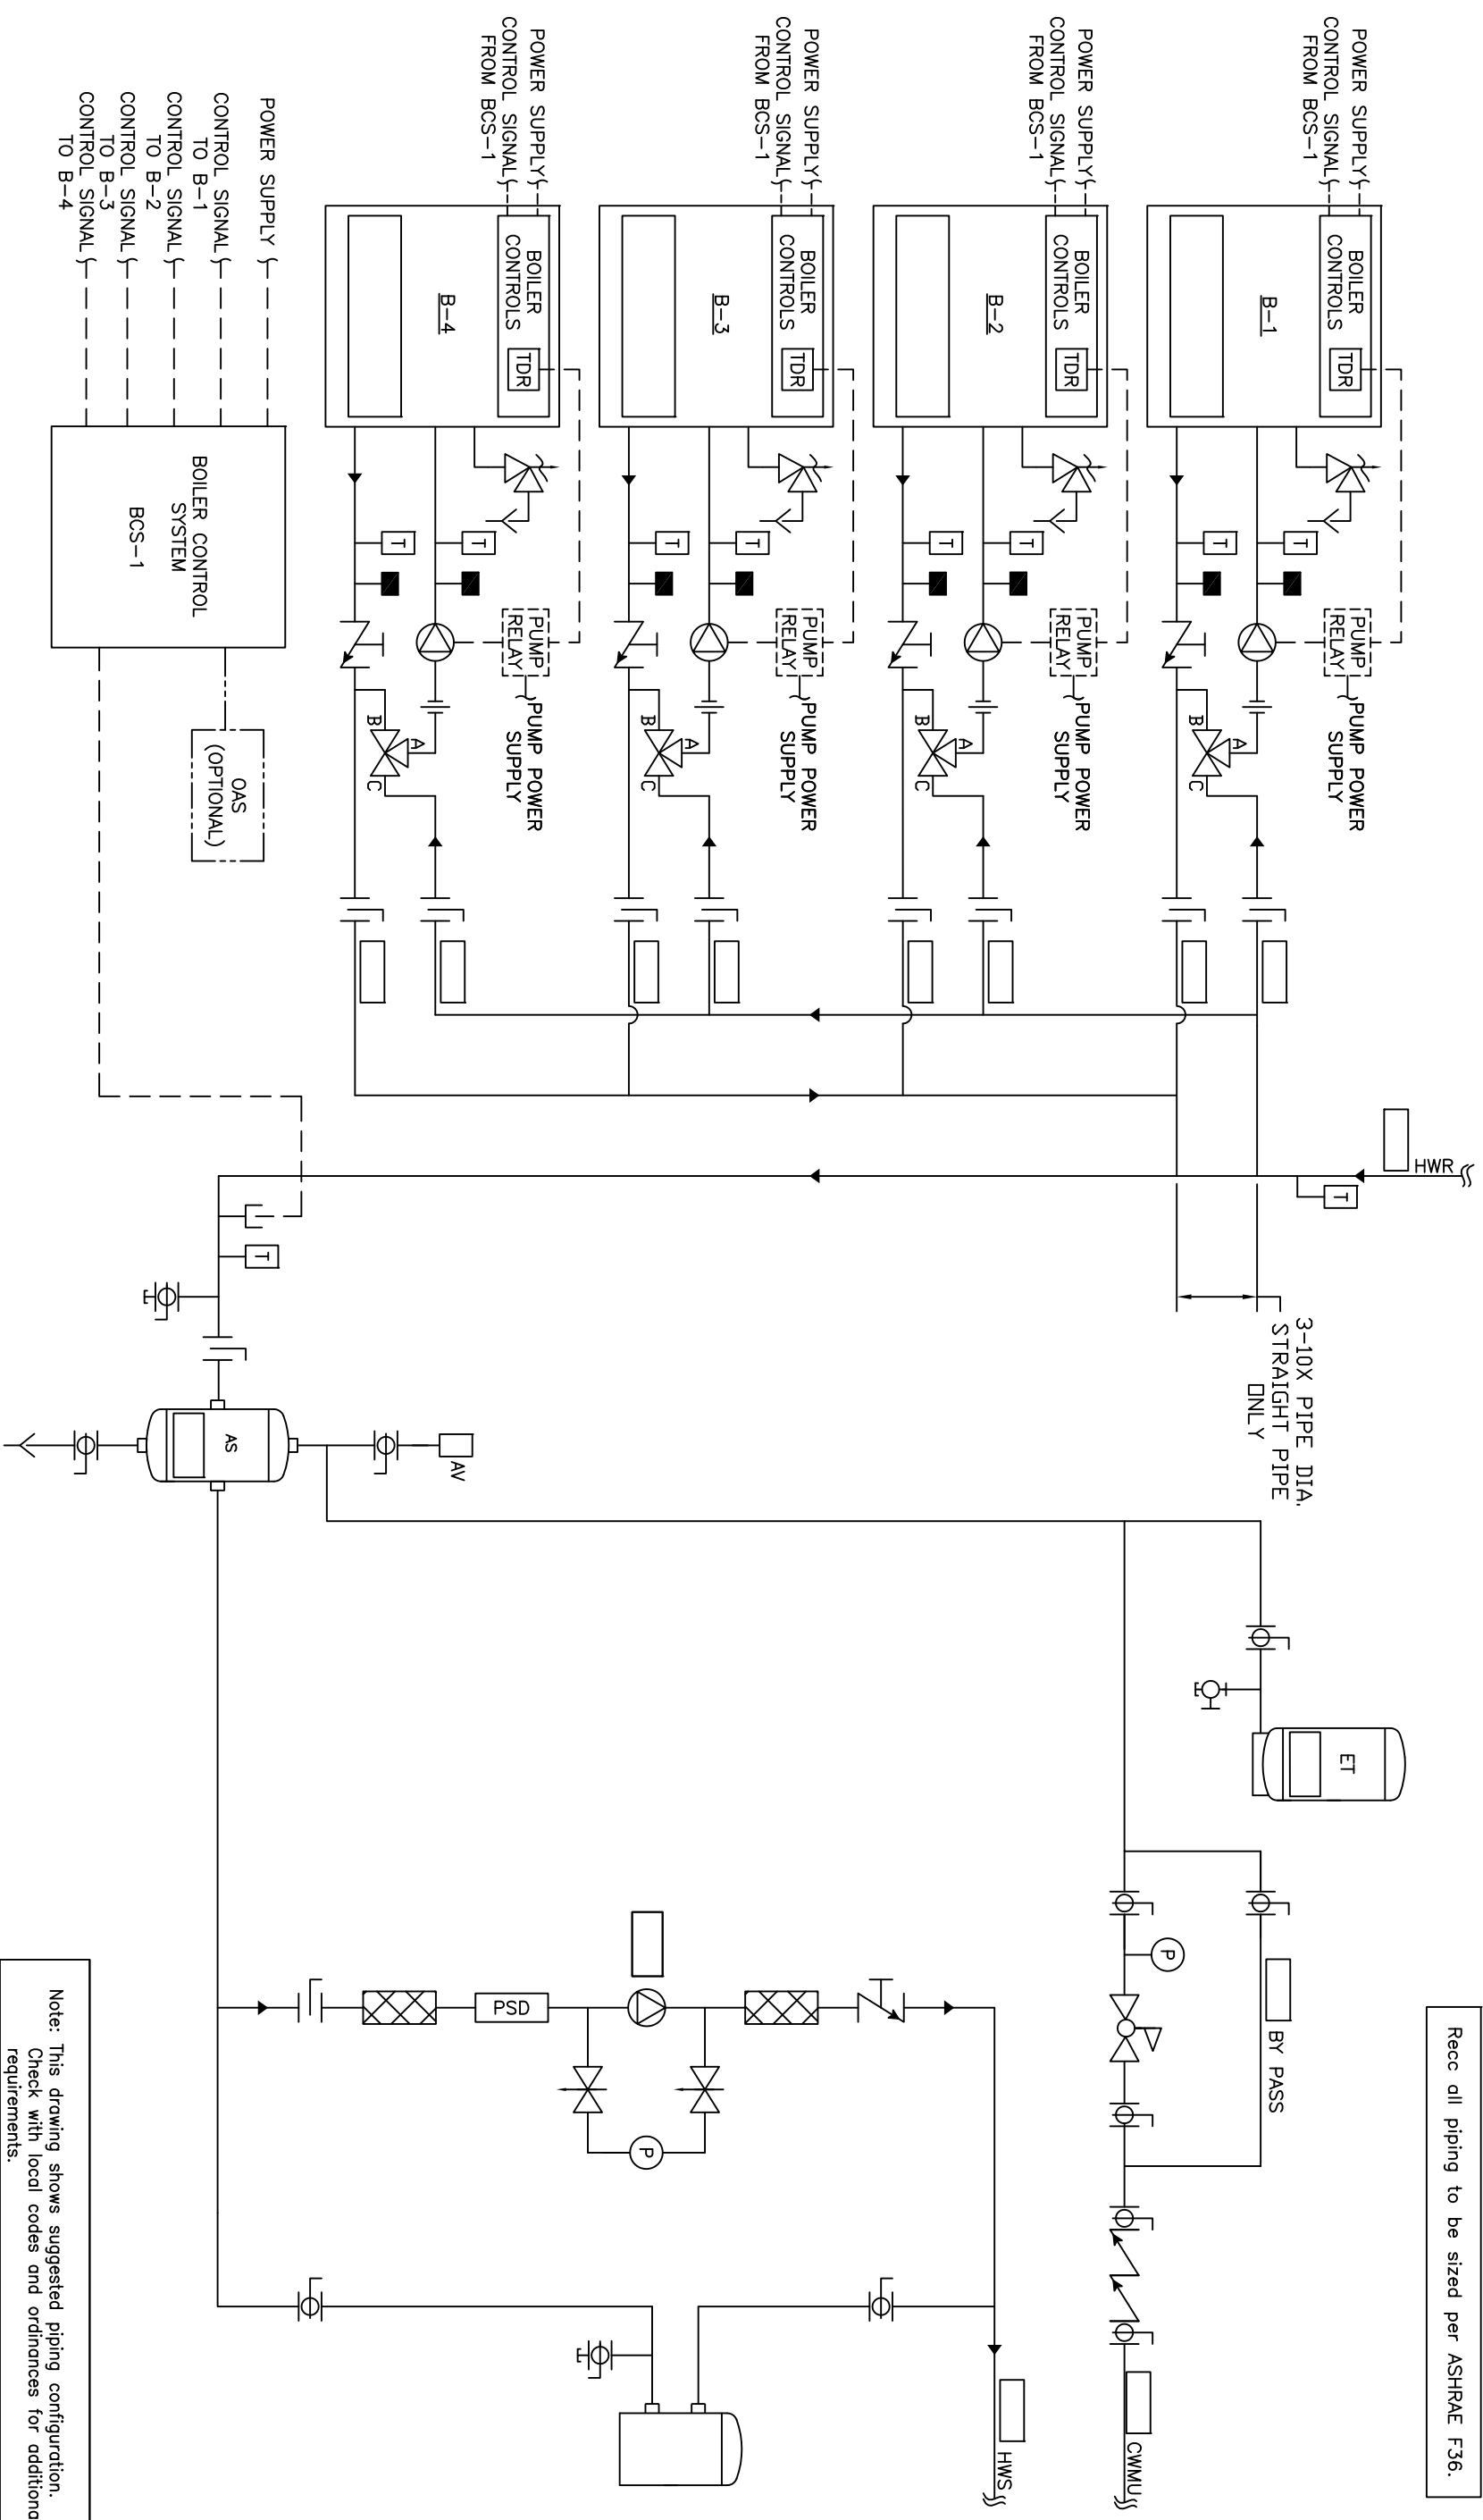 Recc all piping to be sized per ASHRAE F36.
POWER SUPPLY
CONTROL SIGNAL
FROM BCS-1
BOILER
CONTROLS
TDR
B-1
PUMP
RELAY
PUMP POWER
SUPPLY
T
T
A
B
C
POWER SUPPLY
CONTROL SIGNAL
FROM BCS-1
BOILER
CONTROLS
TDR
B-2
PUMP
RELAY
PUMP POWER
SUPPLY
T
T
A
B
C
POWER SUPPLY
CONTROL SIGNAL
FROM BCS-1
BOILER
CONTROLS
TDR
B-3
PUMP
RELAY
PUMP POWER
SUPPLY
T
T
A
B
C
POWER SUPPLY
CONTROL SIGNAL
FROM BCS-1
BOILER
CONTROLS
TDR
B-4
PUMP
RELAY
PUMP POWER
SUPPLY
T
T
A
B
C
POWER SUPPLY
CONTROL SIGNAL
TO B-1
CONTROL SIGNAL
TO B-2
CONTROL SIGNAL
TO B-3
CONTROL SIGNAL
TO B-4
BOILER CONTROL
SYSTEM
BCS-1
OAS
(OPTIONAL)
HWR
T
3-10X PIPE DIA.
STRAIGHT PIPE
ONLY
T
AS
AV
ET
P
BY PASS
CWMU
PSD
P
HWS
Note: This drawing shows suggested piping configuration.
Check with local codes and ordinances for additiona
requirements.